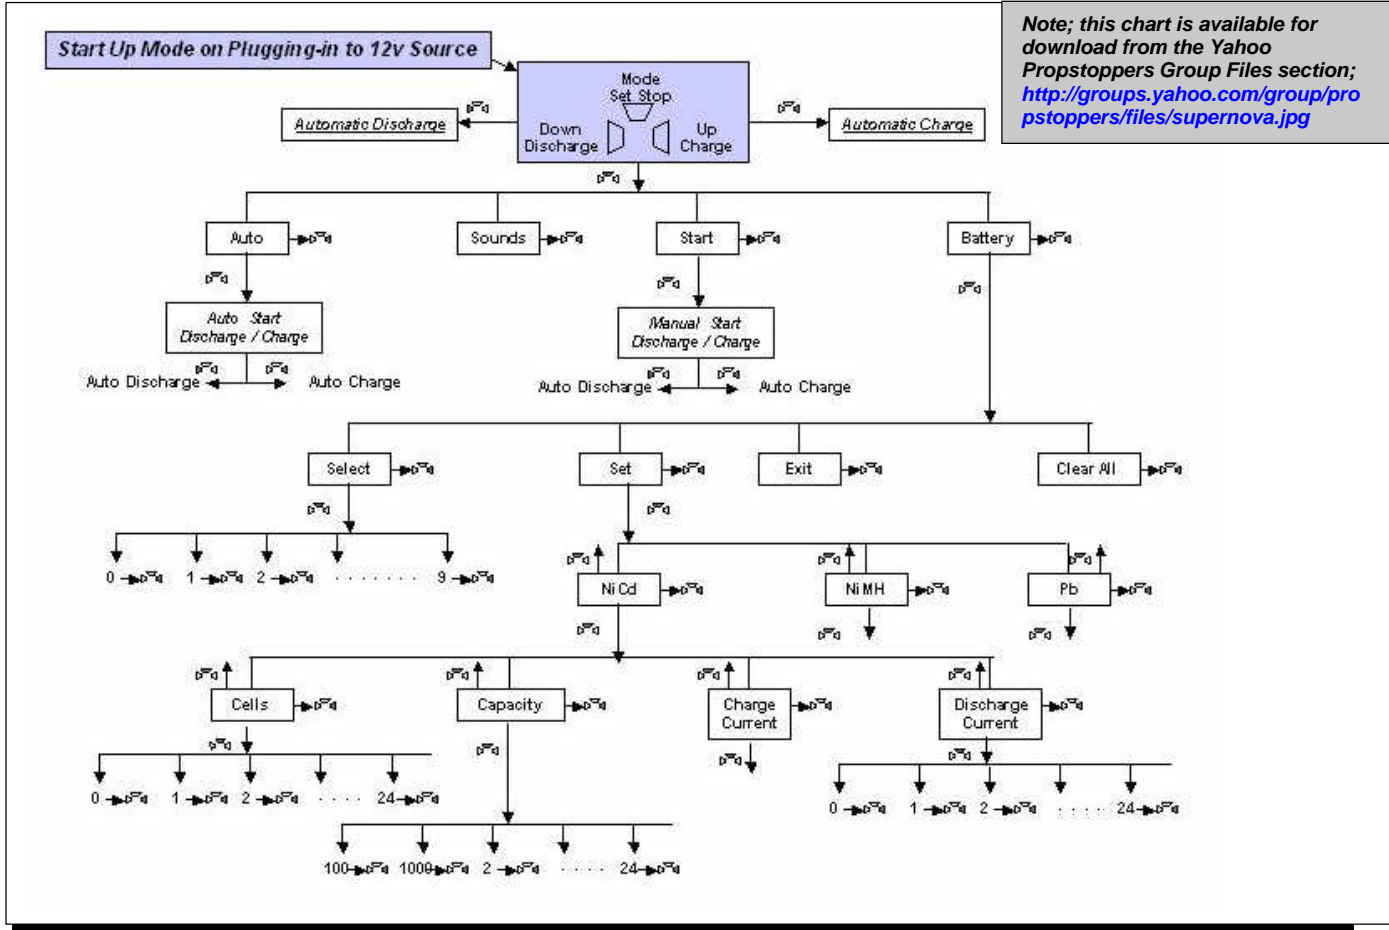 Note; this chart is available for
download from the Yahoo
Propstoppers Group Files section;
http://groups.yahoo.com/group/pro
pstoppers/files/supernova.jpg
Start Up Mode on Plugging-in to 12v Source
Mode
Set Stop
Down
Discharge
Up
Charge
Automatic Discharge
Automatic Charge
Auto
Sounds
Start
Battery
Auto Start
Discharge / Charge
Manual Start
Discharge / Charge
Auto Discharge
Auto Charge
Auto Discharge
Auto Charge
Select
Set
Exit
Clear All
0 1 2 . . . . . . . . 9
NiCd
NiMH
Pb
Cells
Capacity
Charge
Current
Discharge
Current
0 1 2 . . . . 24
0 1 2 . . . . . 24
100 1000 2 . . . . . 24